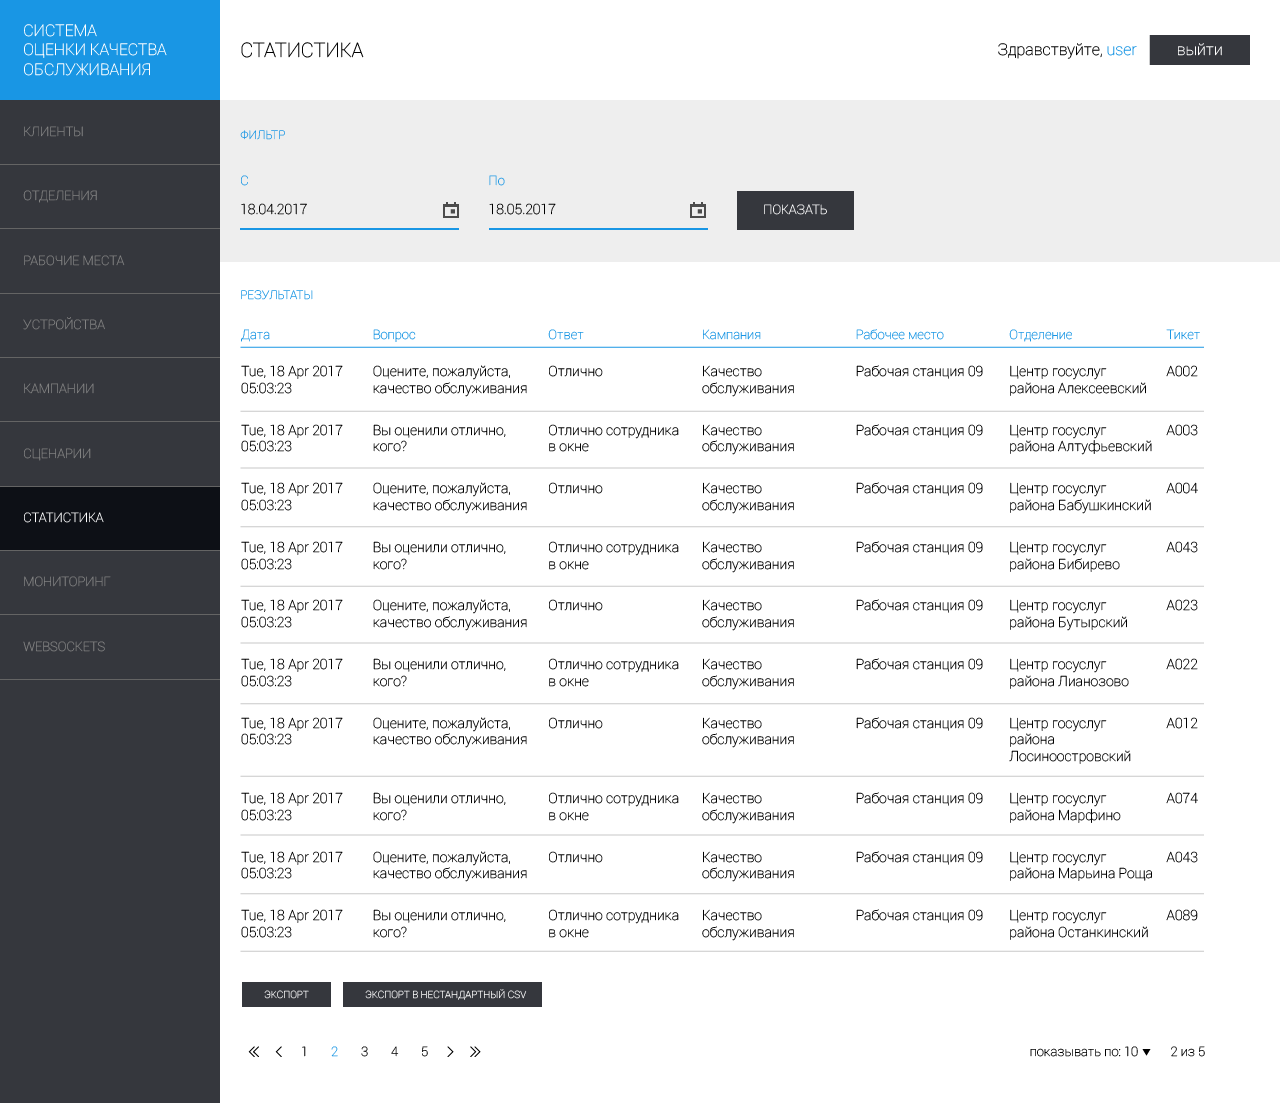 СИСТЕМА
ОЦЕНКИ КАЧЕСТВА
ОБСЛУЖИВАНИЯ
СТАТИСТИКА
Здравствуйте, user
ВЫЙТИ
КЛИЕНТЫ
ОТДЕЛЕНИЯ
РАБОЧИЕ МЕСТА
УСТРОЙСТВА
КАМПАНИИ
СЦЕНАРИИ
СТАТИСТИКА
МОНИТОРИНГ
WEBSOCKETS
ФИЛЬТР
С По
18.04.2017 18.05.2017 ПОКАЗАТЬ
РЕЗУЛЬТАТЫ
Дата Вопрос Ответ Кампания Рабочее место Отделение Тикет
Tue, 18 Apr 2017 Оцените, пожалуйста, Отлично Качество Рабочая станция 09 Центр госуслуг A002
05:03:23 качество обслуживания обслуживания района Алексеевский
Tue, 18 Apr 2017 Вы оценили отлично, Отлично сотрудника Качество Рабочая станция 09 Центр госуслуг A003
05:03:23 кого? в окне обслуживания района Алтуфьевский
Tue, 18 Apr 2017 Оцените, пожалуйста, Отлично Качество Рабочая станция 09 Центр госуслуг A004
05:03:23 качество обслуживания обслуживания района Бабушкинский
Tue, 18 Apr 2017 Вы оценили отлично, Отлично сотрудника Качество Рабочая станция 09 Центр госуслуг A043
05:03:23 кого? в окне обслуживания района Бибирево
Tue, 18 Apr 2017 Оцените, пожалуйста, Отлично Качество Рабочая станция 09 Центр госуслуг A023
05:03:23 качество обслуживания обслуживания района Бутырский
Tue, 18 Apr 2017 Вы оценили отлично, Отлично сотрудника Качество Рабочая станция 09 Центр госуслуг A022
05:03:23 кого? в окне обслуживания района Лианозово
Tue, 18 Apr 2017 Оцените, пожалуйста, Отлично Качество Рабочая станция 09 Центр госуслуг A012
05:03:23 качество обслуживания обслуживания района
Лосиноостровский
Tue, 18 Apr 2017 Вы оценили отлично, Отлично сотрудника Качество Рабочая станция 09 Центр госуслуг A074
05:03:23 кого? в окне обслуживания района Марфино
Tue, 18 Apr 2017 Оцените, пожалуйста, Отлично Качество Рабочая станция 09 Центр госуслуг A043
05:03:23 качество обслуживания обслуживания района Марьина Роща
Tue, 18 Apr 2017 Вы оценили отлично, Отлично сотрудника Качество Рабочая станция 09 Центр госуслуг A089
05:03:23 кого? в окне обслуживания района Останкинский
ЭКСПОРТ ЭКСПОРТ В НЕСТАНДАРТНЫЙ CSV
1 2 3 4 5 показывать по: 10 2 из 5